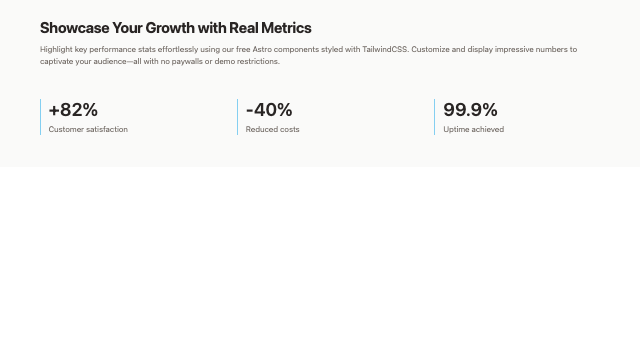 Showcase Your Growth with Real Metrics
Highlight key performance stats effortlessly using our free Astro components styled with TailwindCSS. Customize and display impressive numbers to
captivate your audience—all with no paywalls or demo restrictions.
+82%
Customer satisfaction
-40%
Reduced costs
99.9%
Uptime achieved